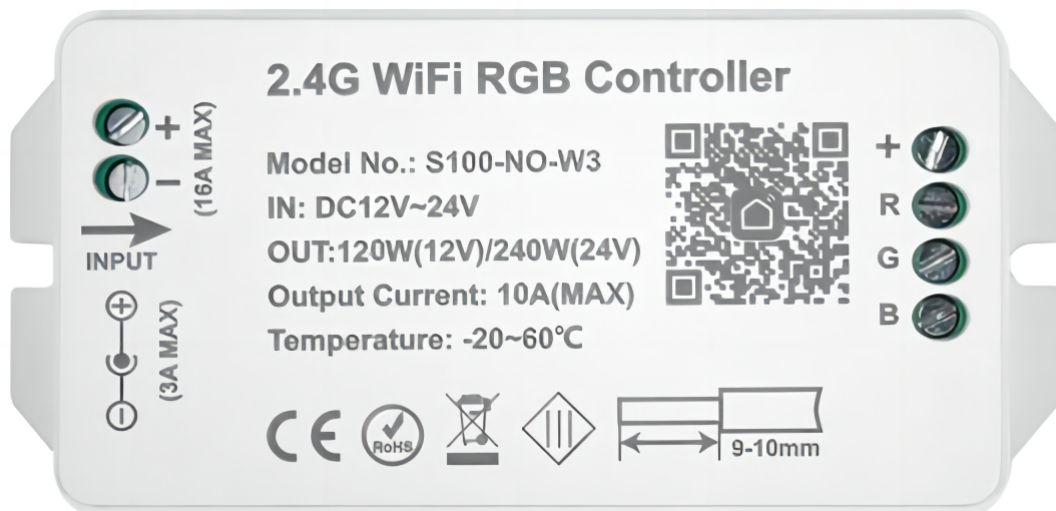 2.4G WiFi RGB Controller
+
−
(16A MAX)
INPUT
(3A MAX)
Model No.: S100-NO-W3
IN: DC12V~24V
OUT:120W(12V)/240W(24V)
Output Current: 10A(MAX)
Temperature: -20~60℃
+
R
G
B
CE
RoHS
9-10mm